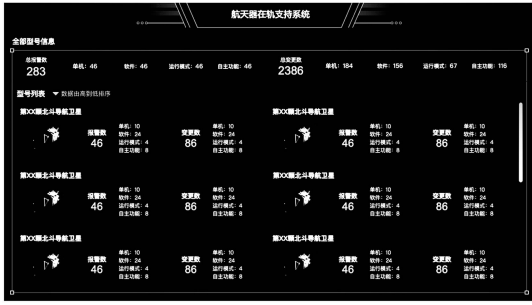 航天器在轨支持系统
全部型号信息
总报警数 283 单机: 46 软件: 46 运行模式: 46 自主功能: 46 总变更数 2386 单机: 184 软件: 156 运行模式: 67 自主功能: 116
型号列表 数据由高到低排序
第XX颗北斗导航卫星
报警数 46
单机: 10
软件: 24
运行模式: 4
自主功能: 8
变更数 86
单机: 10
软件: 24
运行模式: 4
自主功能: 8
第XX颗北斗导航卫星
报警数 46
单机: 10
软件: 24
运行模式: 4
自主功能: 8
变更数 86
单机: 10
软件: 24
运行模式: 4
自主功能: 8
第XX颗北斗导航卫星
报警数 46
单机: 10
软件: 24
运行模式: 4
自主功能: 8
变更数 86
单机: 10
软件: 24
运行模式: 4
自主功能: 8
第XX颗北斗导航卫星
报警数 46
单机: 10
软件: 24
运行模式: 4
自主功能: 8
变更数 86
单机: 10
软件: 24
运行模式: 4
自主功能: 8
第XX颗北斗导航卫星
报警数 46
单机: 10
软件: 24
运行模式: 4
自主功能: 8
变更数 86
单机: 10
软件: 24
运行模式: 4
自主功能: 8
第XX颗北斗导航卫星
报警数 46
单机: 10
软件: 24
运行模式: 4
自主功能: 8
变更数 86
单机: 10
软件: 24
运行模式: 4
自主功能: 8